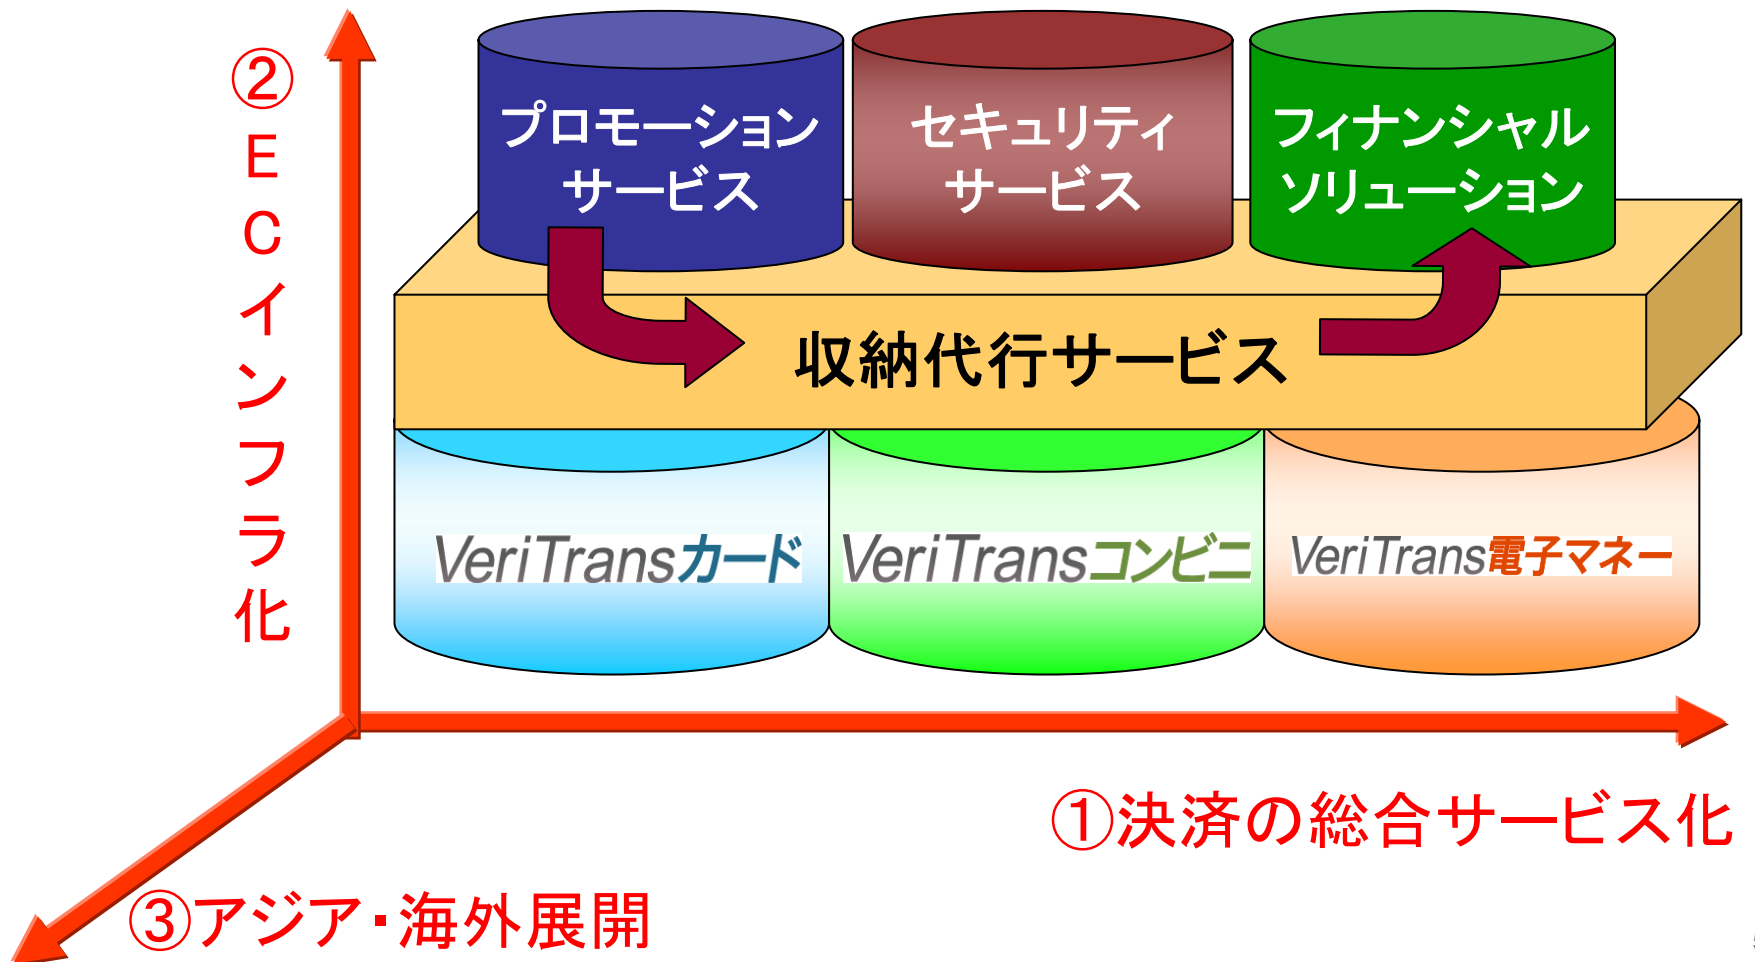 ②ECインフラ化
プロモーション
サービス
セキュリティ
サービス
フィナンシャル
ソリューション
収納代行サービス
VeriTransカード
VeriTransコンビニ
VeriTrans電子マネー
①決済の総合サービス化
③アジア・海外展開